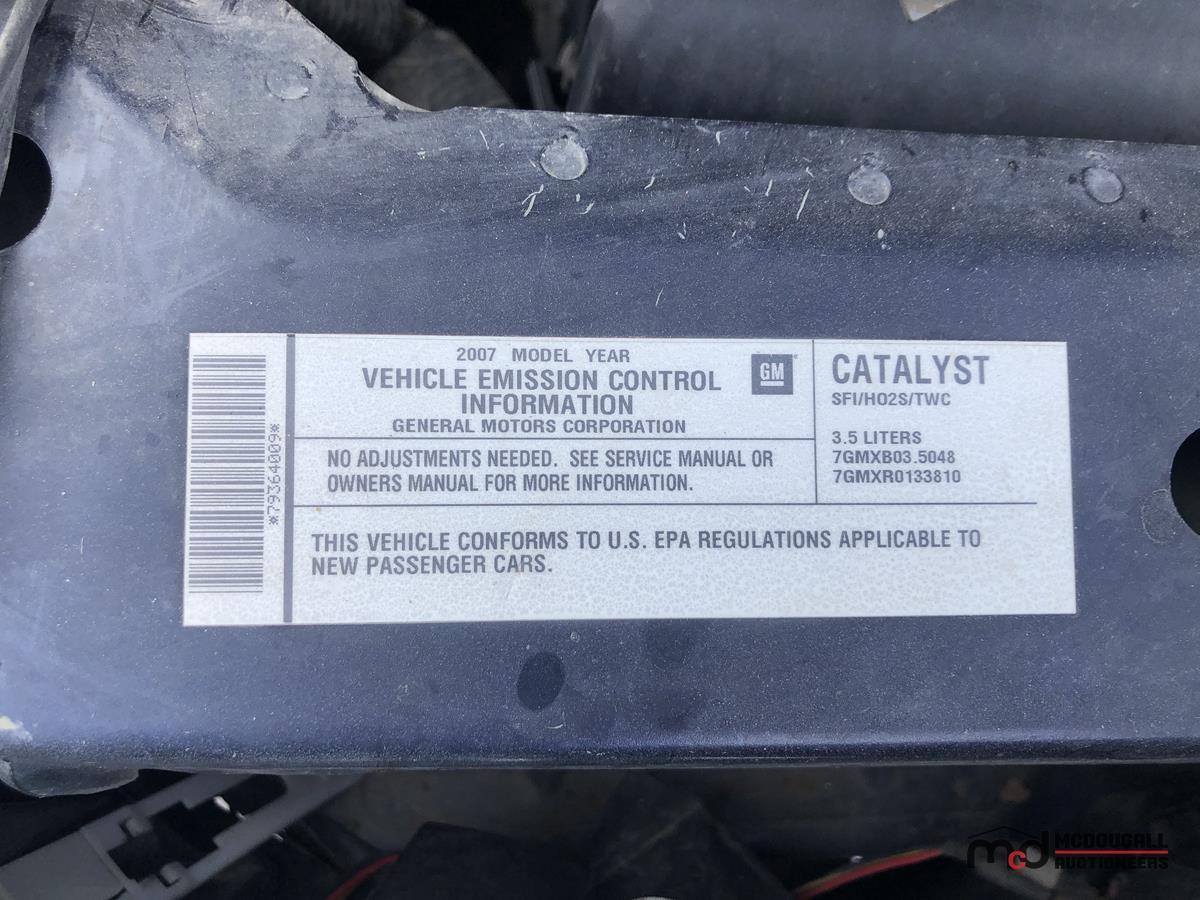 2007 MODEL YEAR
VEHICLE EMISSION CONTROL
INFORMATION
GENERAL MOTORS CORPORATION
GM
NO ADJUSTMENTS NEEDED. SEE SERVICE MANUAL OR
OWNERS MANUAL FOR MORE INFORMATION.
CATALYST
SFI/HO2S/TWC
3.5 LITERS
7GMXB03.5048
7GMXR0133810
THIS VEHICLE CONFORMS TO U.S. EPA REGULATIONS APPLICABLE TO
NEW PASSENGER CARS.
*79364009*
mcd MCDOUGALL
AUCTIONEERS